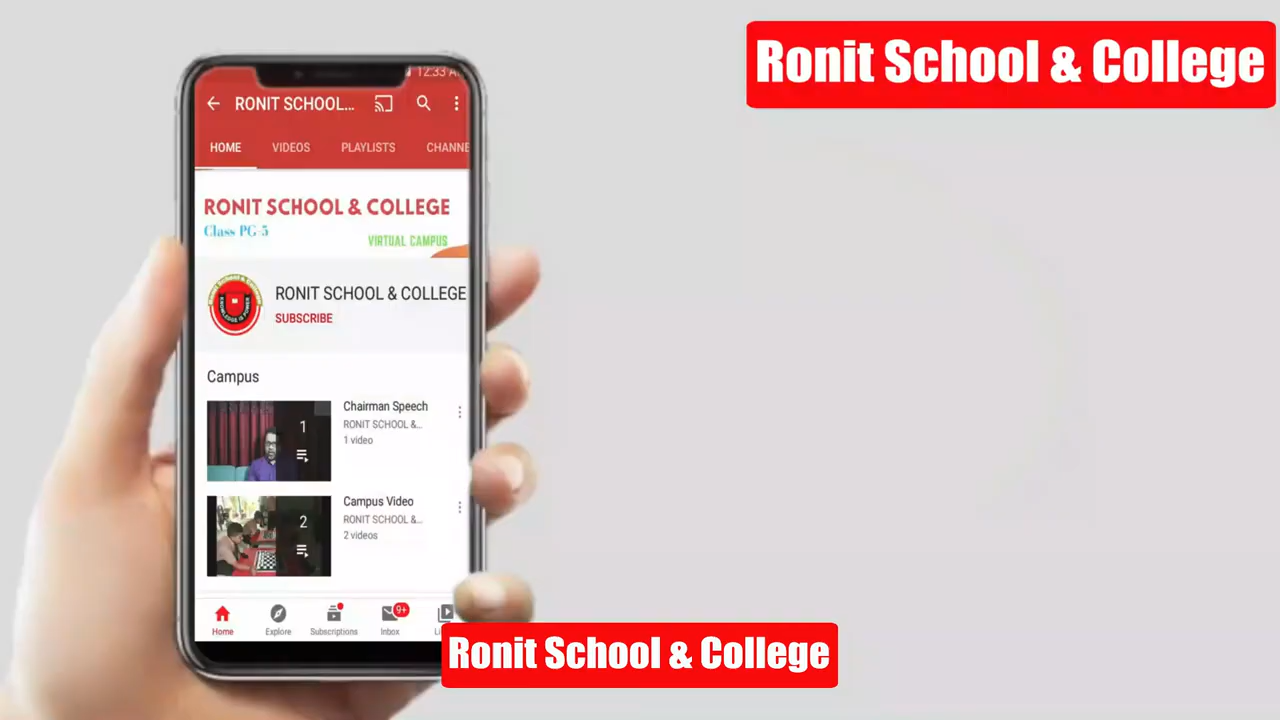 Ronit School & College
12:33 A
RONIT SCHOOL...
HOME VIDEOS PLAYLISTS CHANNE
RONIT SCHOOL & COLLEGE
Class PG-5
VIRTUAL CAMPUS
RONIT SCHOOL & COLLEGE
SUBSCRIBE
Campus
Chairman Speech
1
RONIT SCHOOL &...
1 video
Campus Video
2
RONIT SCHOOL &...
2 videos
9+
Home Explore Subscriptions Inbox Li
Ronit School & College